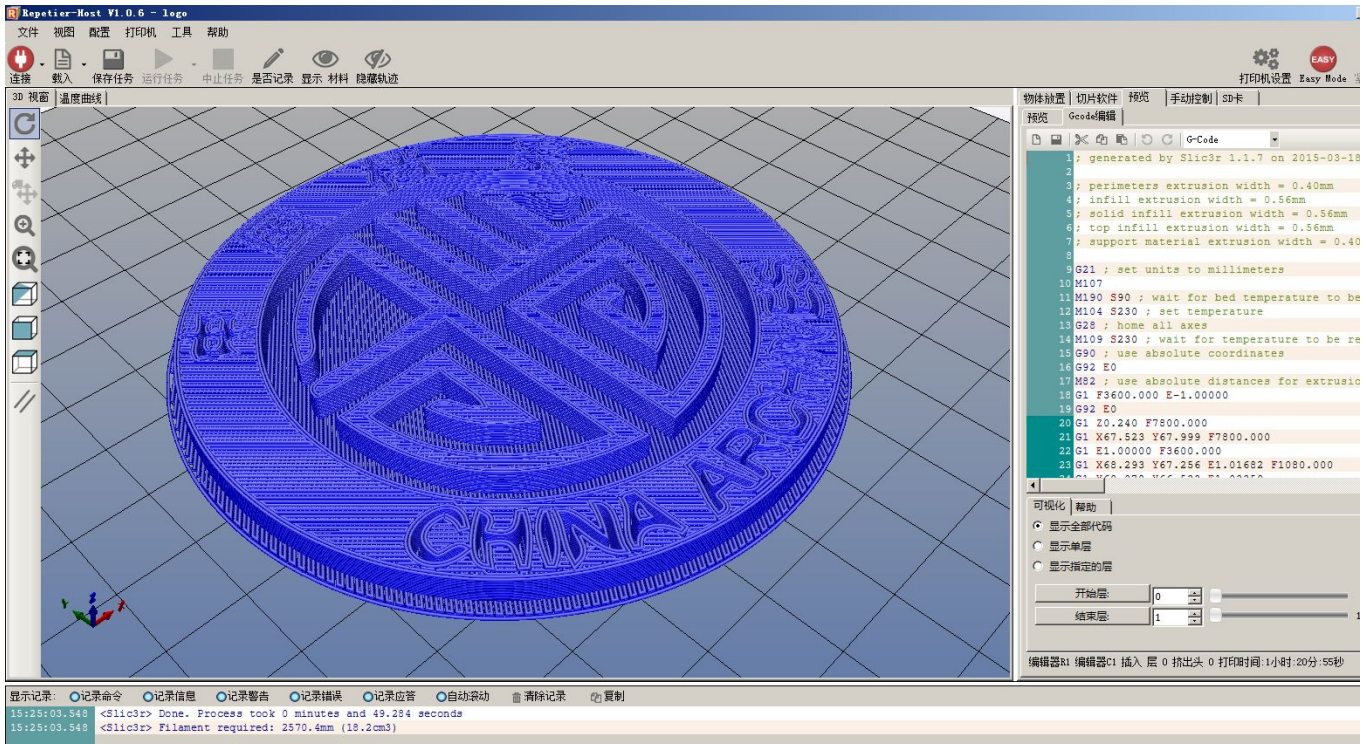 Repetier-Host V1.0.6 - logo
文件 视图 配置 打印机 工具 帮助
连接 载入 保存任务 运行任务 中止任务 是否记录 显示 材料 隐藏轨迹 打印机设置 Easy Mode
EASY
3D 视窗 温度曲线 物体放置 切片软件 预览 手动控制 SD卡
预览 Gcode编辑
G-Code
1 ; generated by Slic3r 1.1.7 on 2015-03-18
2
3 ; perimeters extrusion width = 0.40mm
4 ; infill extrusion width = 0.56mm
5 ; solid infill extrusion width = 0.56mm
6 ; top infill extrusion width = 0.56mm
7 ; support material extrusion width = 0.40
8
9 G21 ; set units to millimeters
10 M107
11 M190 S90 ; wait for bed temperature to be
12 M104 S230 ; set temperature
13 G28 ; home all axes
14 M109 S230 ; wait for temperature to be re
15 G90 ; use absolute coordinates
16 G92 E0
17 M82 ; use absolute distances for extrusio
18 G1 F3600.000 E-1.00000
19 G92 E0
20 G1 Z0.240 F7800.000
21 G1 X67.523 Y67.999 F7800.000
22 G1 E1.00000 F3600.000
23 G1 X68.293 Y67.256 E1.01682 F1080.000
CHINA ARC
可视化 帮助
显示全部代码
显示单层
显示指定的层
开始层: 0
结束层: 1
编辑器R1 编辑器C1 插入 层 0 挤出头 0 打印时间:1小时:20分:55秒
显示记录: 记录命令 记录信息 记录警告 记录错误 记录应答 自动滚动 清除记录 复制
15:25:03.548 <Slic3r> Done. Process took 0 minutes and 49.284 seconds
15:25:03.548 <Slic3r> Filament required: 2570.4mm (18.2cm3)